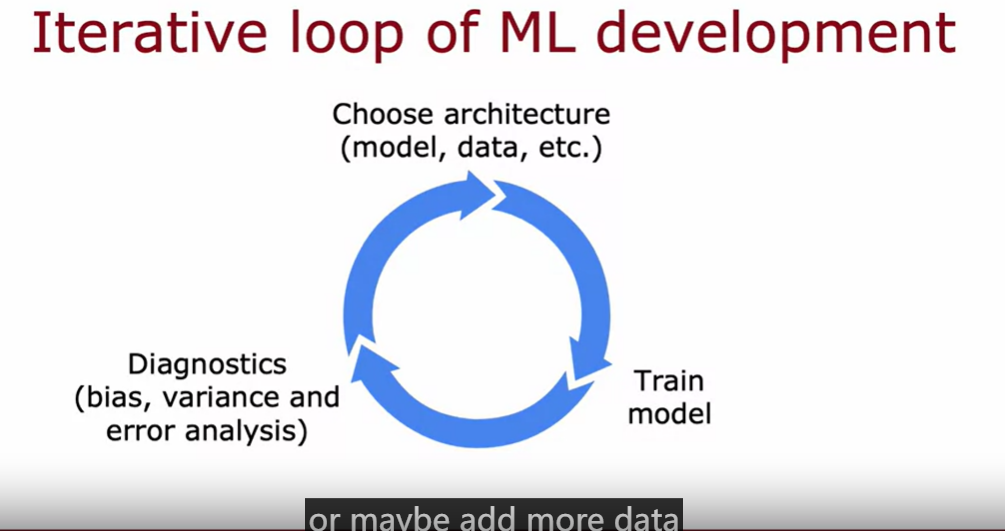 Iterative loop of ML development
Choose architecture
(model, data, etc.)
Train
model
Diagnostics
(bias, variance and
error analysis)
or maybe add more data